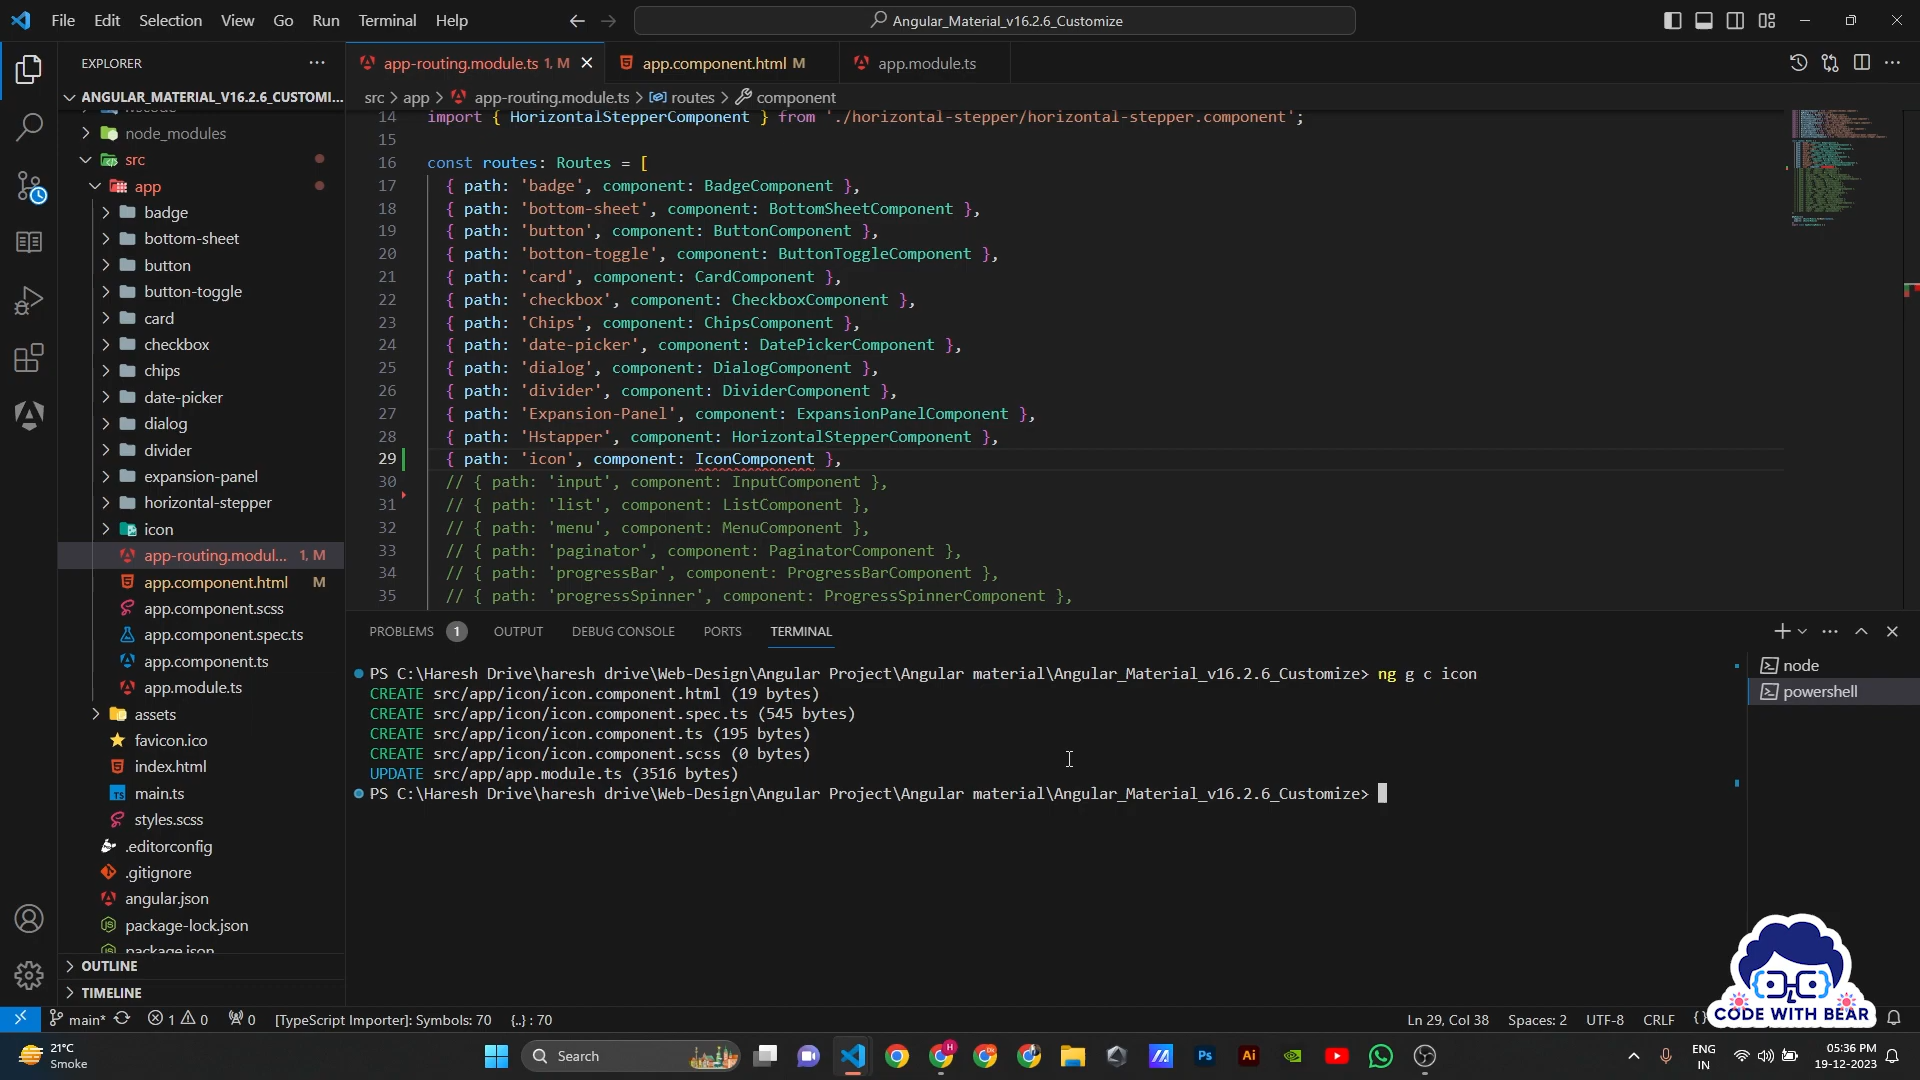 File Edit Selection View Go Run Terminal Help
Angular_Material_v16.2.6_Customize
EXPLORER
ANGULAR_MATERIAL_V16.2.6_CUSTOMI...
node_modules
src
app
badge
bottom-sheet
button
button-toggle
card
checkbox
chips
date-picker
dialog
divider
expansion-panel
horizontal-stepper
icon
app-routing.modul... 1, M
app.component.html M
app.component.scss
app.component.spec.ts
app.component.ts
app.module.ts
assets
favicon.ico
index.html
main.ts
styles.scss
.editorconfig
.gitignore
angular.json
package-lock.json
package.json
OUTLINE
TIMELINE
app-routing.module.ts 1, M
app.component.html M
app.module.ts
src > app > app-routing.module.ts > routes > component
14 import { HorizontalStepperComponent } from './horizontal-stepper/horizontal-stepper.component';
15
16 const routes: Routes = [
17 { path: 'badge', component: BadgeComponent },
18 { path: 'bottom-sheet', component: BottomSheetComponent },
19 { path: 'button', component: ButtonComponent },
20 { path: 'botton-toggle', component: ButtonToggleComponent },
21 { path: 'card', component: CardComponent },
22 { path: 'checkbox', component: CheckboxComponent },
23 { path: 'Chips', component: ChipsComponent },
24 { path: 'date-picker', component: DatePickerComponent },
25 { path: 'dialog', component: DialogComponent },
26 { path: 'divider', component: DividerComponent },
27 { path: 'Expansion-Panel', component: ExpansionPanelComponent },
28 { path: 'Hstapper', component: HorizontalStepperComponent },
29 { path: 'icon', component: IconComponent },
30 // { path: 'input', component: InputComponent },
31 // { path: 'list', component: ListComponent },
32 // { path: 'menu', component: MenuComponent },
33 // { path: 'paginator', component: PaginatorComponent },
34 // { path: 'progressBar', component: ProgressBarComponent },
35 // { path: 'progressSpinner', component: ProgressSpinnerComponent },
PROBLEMS 1 OUTPUT DEBUG CONSOLE PORTS TERMINAL
PS C:\Haresh Drive\haresh drive\Web-Design\Angular Project\Angular material\Angular_Material_v16.2.6_Customize> ng g c icon
CREATE src/app/icon/icon.component.html (19 bytes)
CREATE src/app/icon/icon.component.spec.ts (545 bytes)
CREATE src/app/icon/icon.component.ts (195 bytes)
CREATE src/app/icon/icon.component.scss (0 bytes)
UPDATE src/app/app.module.ts (3516 bytes)
PS C:\Haresh Drive\haresh drive\Web-Design\Angular Project\Angular material\Angular_Material_v16.2.6_Customize>
node
powershell
CODE WITH BEAR
main* 1 0 0 [TypeScript Importer]: Symbols: 70 {..} : 70
Ln 29, Col 38 Spaces: 2 UTF-8 CRLF
21°C
Smoke
Search
ENG
IN
05:36 PM
19-12-2023